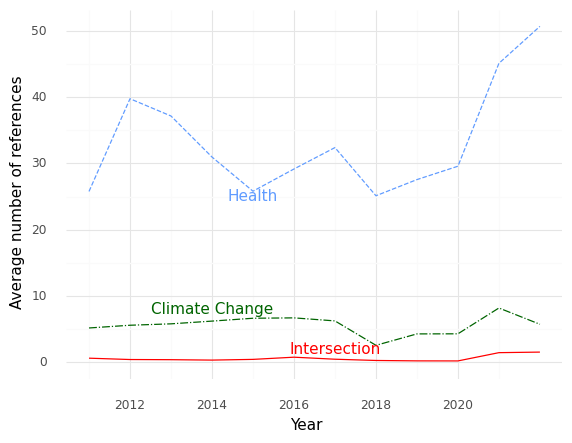 50
40
30
20
10
0
Average number of references
Health
Climate Change
Intersection
2012 2014 2016 2018 2020
Year